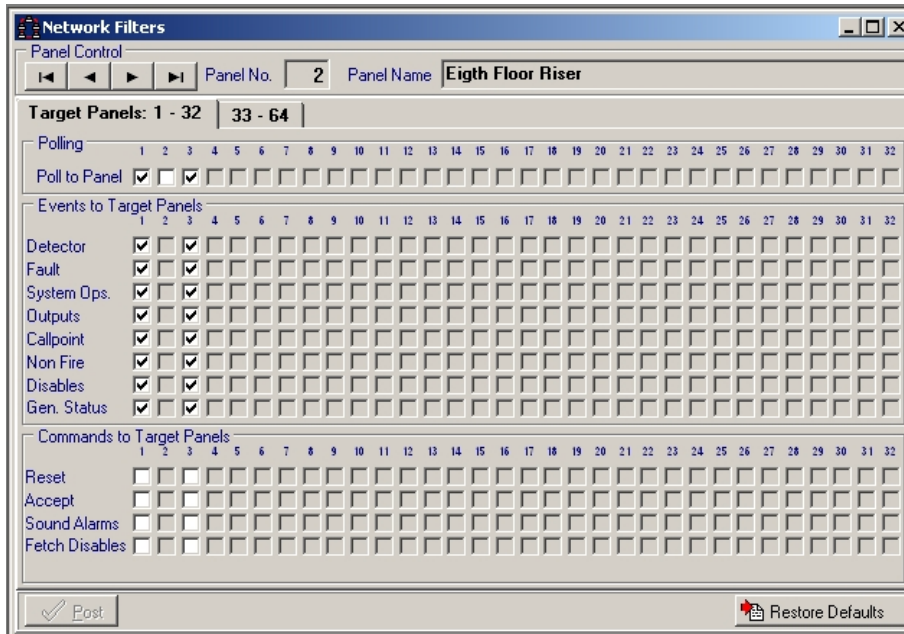 Network Filters
Panel Control
Panel No. 2 Panel Name Eigth Floor Riser
Target Panels: 1 - 32 33 - 64
Polling
1 2 3 4 5 6 7 8 9 10 11 12 13 14 15 16 17 18 19 20 21 22 23 24 25 26 27 28 29 30 31 32
Poll to Panel
Events to Target Panels
1 2 3 4 5 6 7 8 9 10 11 12 13 14 15 16 17 18 19 20 21 22 23 24 25 26 27 28 29 30 31 32
Detector
Fault
System Ops.
Outputs
Callpoint
Non Fire
Disables
Gen. Status
Commands to Target Panels
1 2 3 4 5 6 7 8 9 10 11 12 13 14 15 16 17 18 19 20 21 22 23 24 25 26 27 28 29 30 31 32
Reset
Accept
Sound Alarms
Fetch Disables
Post Restore Defaults